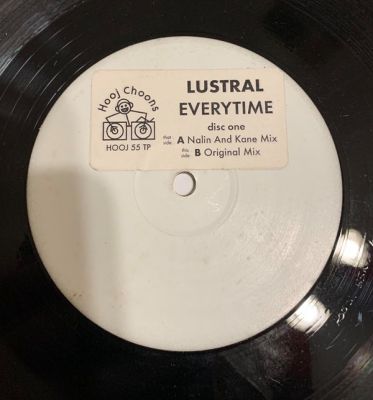 Hooj Choons
HOOJ 55 TP
LUSTRAL
EVERYTIME
disc one
that side: A Nalin And Kane Mix
this side: B Original Mix